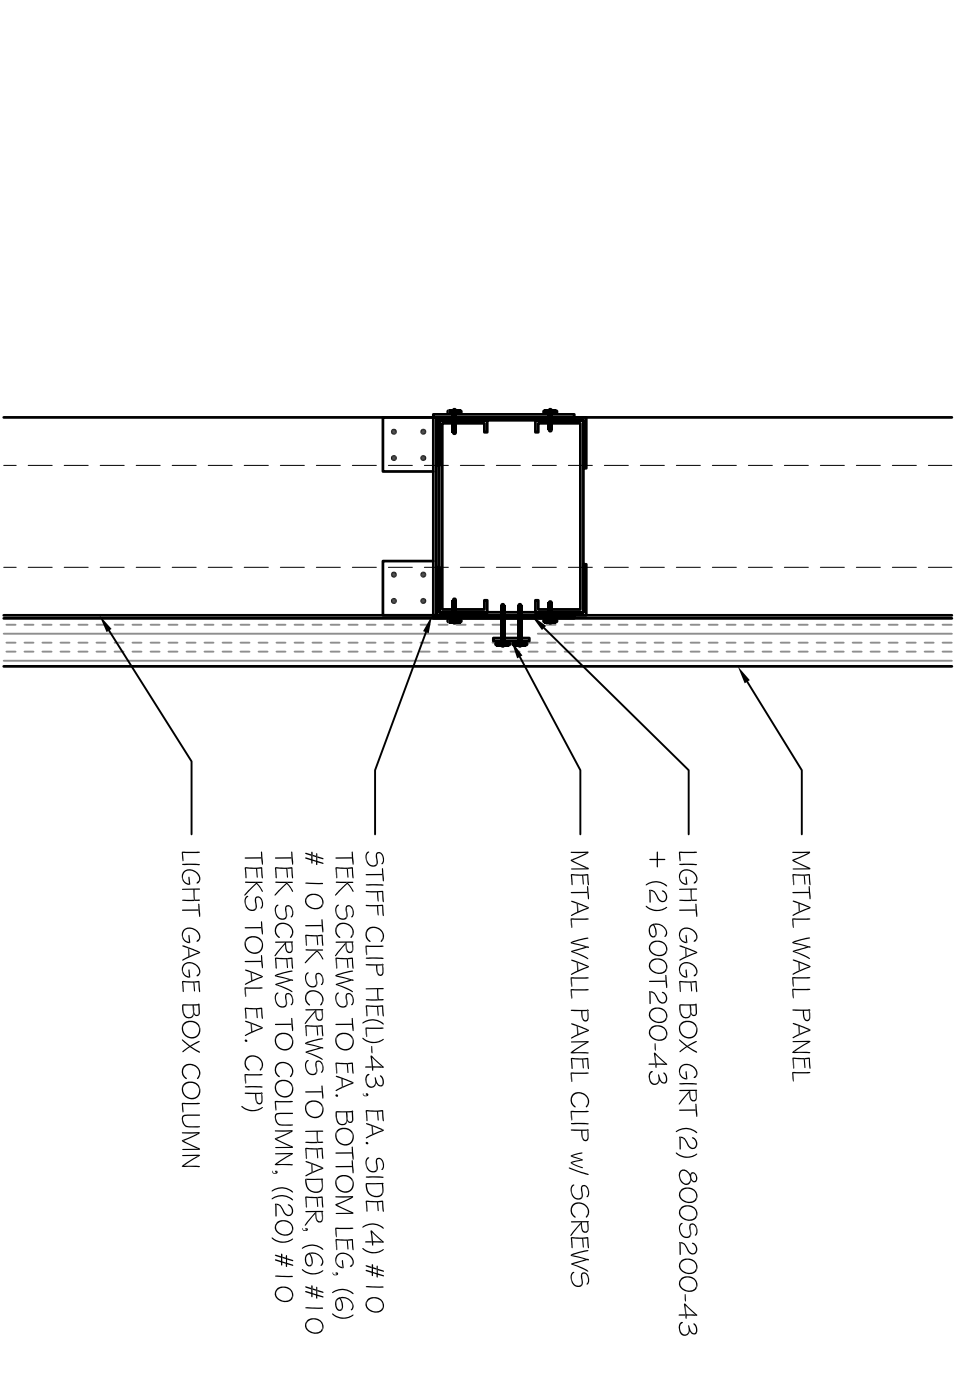 METAL WALL PANEL
LIGHT GAGE BOX GIRT (2) 800S200-43
+ (2) 600T200-43
METAL WALL PANEL CLIP w/ SCREWS
STIFF CLIP HE(L)-43, EA. SIDE (4) #10
TEK SCREWS TO EA. BOTTOM LEG, (6)
#10 TEK SCREWS TO HEADER, (6) #10
TEK SCREWS TO COLUMN, ((20) #10
TEKS TOTAL EA. CLIP)
LIGHT GAGE BOX COLUMN